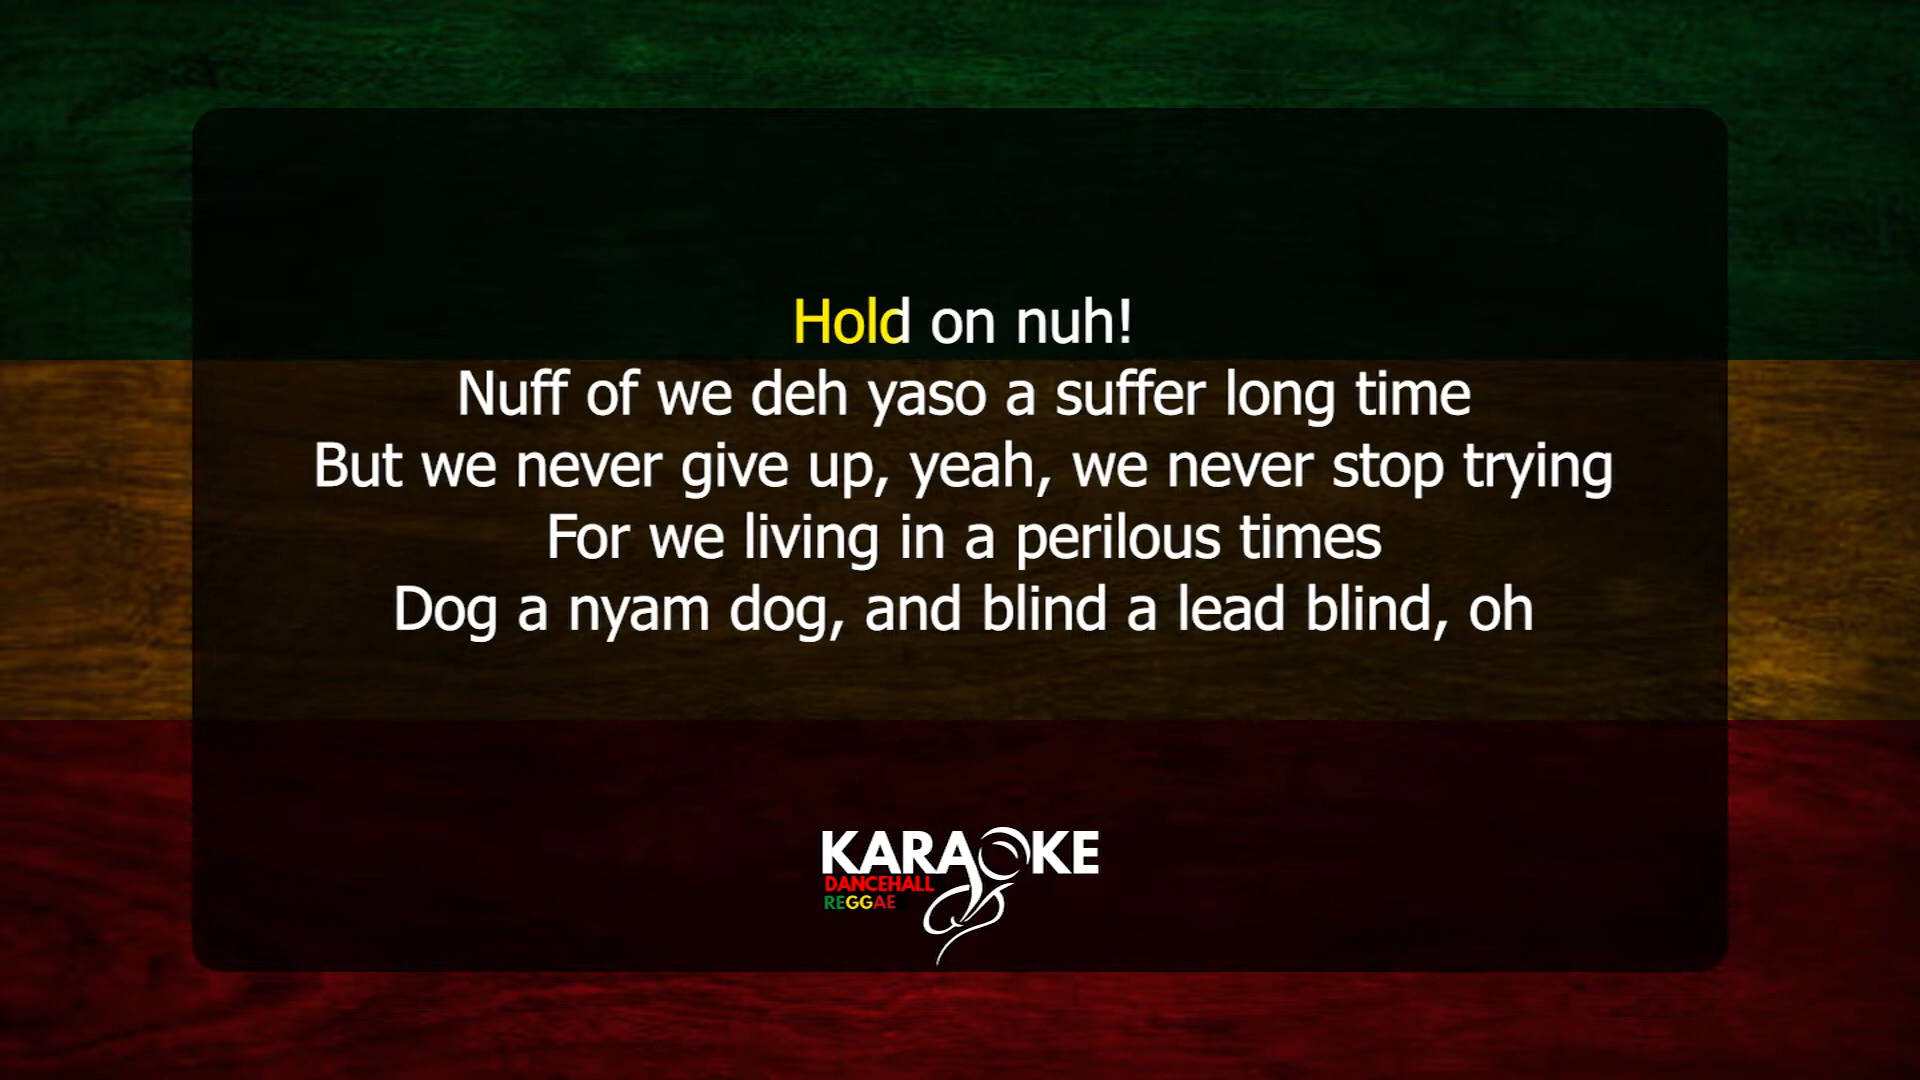 Hold on nuh!
Nuff of we deh yaso a suffer long time
But we never give up, yeah, we never stop trying
For we living in a perilous times
Dog a nyam dog, and blind a lead blind, oh
KARAOKE
DANCEHALL
REGGAE